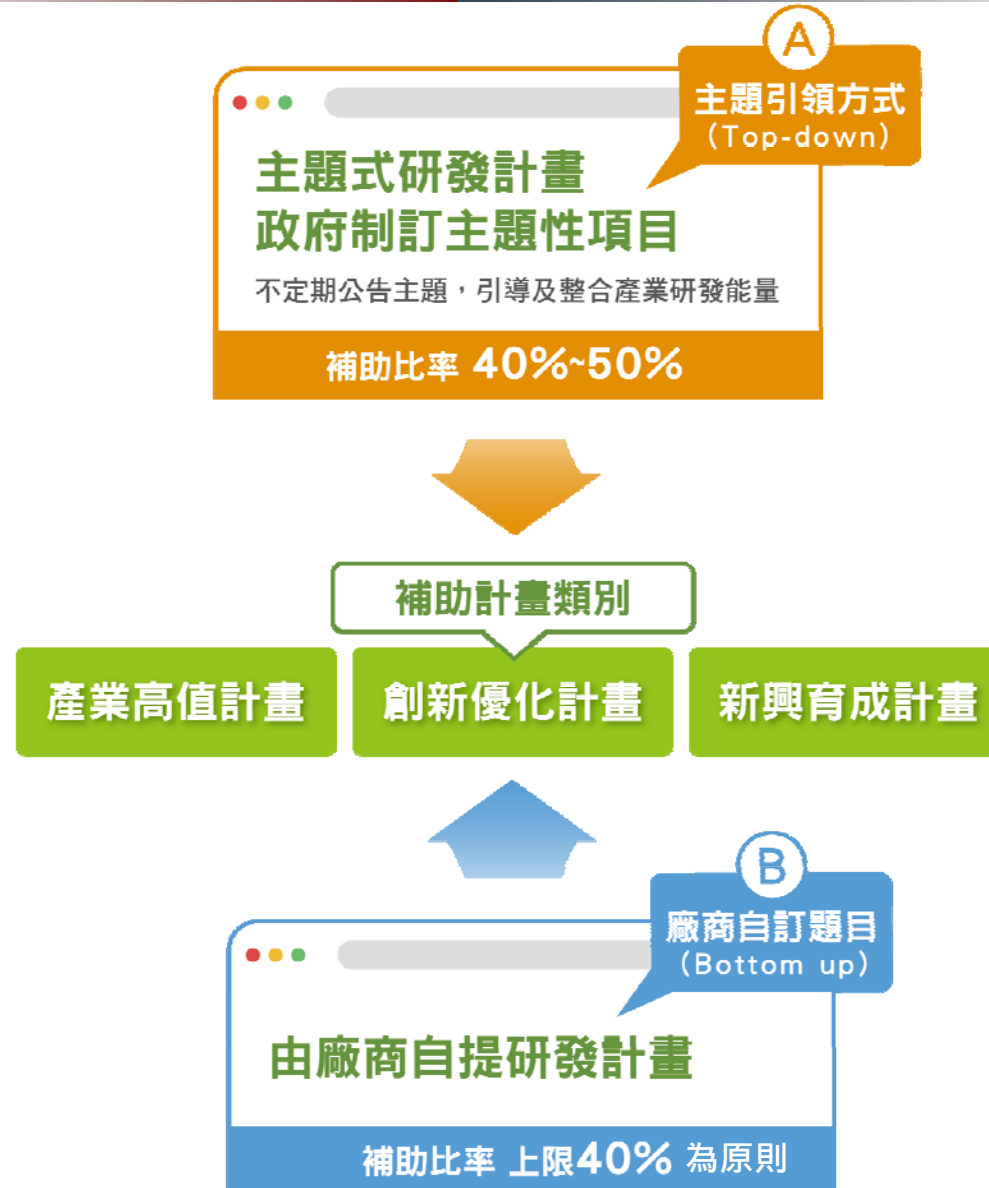 A
主題引領方式
（Top-down）
主題式研發計畫
政府制訂主題性項目
不定期公告主題，引導及整合產業研發能量
補助比率 40%~50%
補助計畫類別
產業高值計畫
創新優化計畫
新興育成計畫
B
廠商自訂題目
（Bottom up）
由廠商自提研發計畫
補助比率 上限40% 為原則